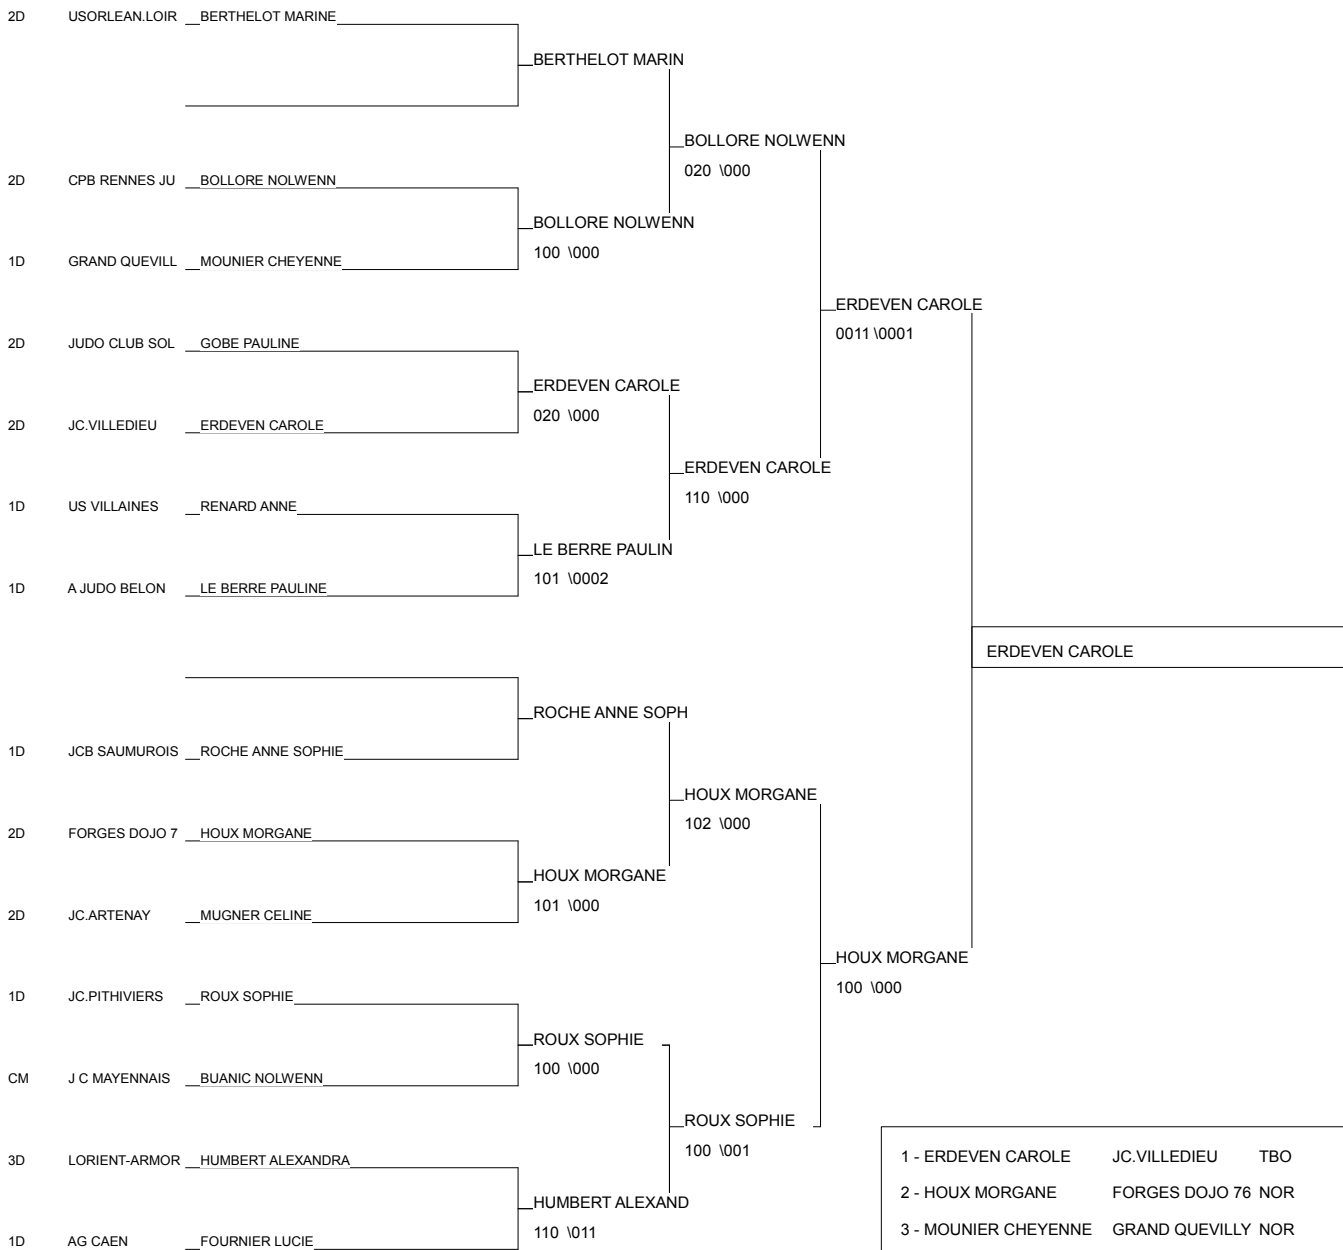 2D USORLEAN.LOIR BERTHELOT MARINE
BERTHELOT MARIN
BOLLORE NOLWENN
020 \000
2D CPB RENNES JU BOLLORE NOLWENN
BOLLORE NOLWENN
100 \000
1D GRAND QUEVILL MOUNIER CHEYENNE
ERDEVEN CAROLE
0011 \0001
2D JUDO CLUB SOL GOBE PAULINE
ERDEVEN CAROLE
020 \000
2D JC.VILLEDIEU ERDEVEN CAROLE
ERDEVEN CAROLE
110 \000
1D US VILLAINES RENARD ANNE
LE BERRE PAULIN
101 \0002
1D A JUDO BELON LE BERRE PAULINE
ERDEVEN CAROLE
ROCHE ANNE SOPH
1D JCB SAUMUROIS ROCHE ANNE SOPHIE
HOUX MORGANE
102 \000
2D FORGES DOJO 7 HOUX MORGANE
HOUX MORGANE
101 \000
2D JC.ARTENAY MUGNER CELINE
HOUX MORGANE
100 \000
1D JC.PITHIVIERS ROUX SOPHIE
ROUX SOPHIE
100 \000
CM J C MAYENNAIS BUANIC NOLWENN
ROUX SOPHIE
100 \001
3D LORIENT-ARMOR HUMBERT ALEXANDRA
HUMBERT ALEXAND
110 \011
1D AG CAEN FOURNIER LUCIE
1 - ERDEVEN CAROLE JC.VILLEDIEU TBO
2 - HOUX MORGANE FORGES DOJO 76 NOR
3 - MOUNIER CHEYENNE GRAND QUEVILLY NOR